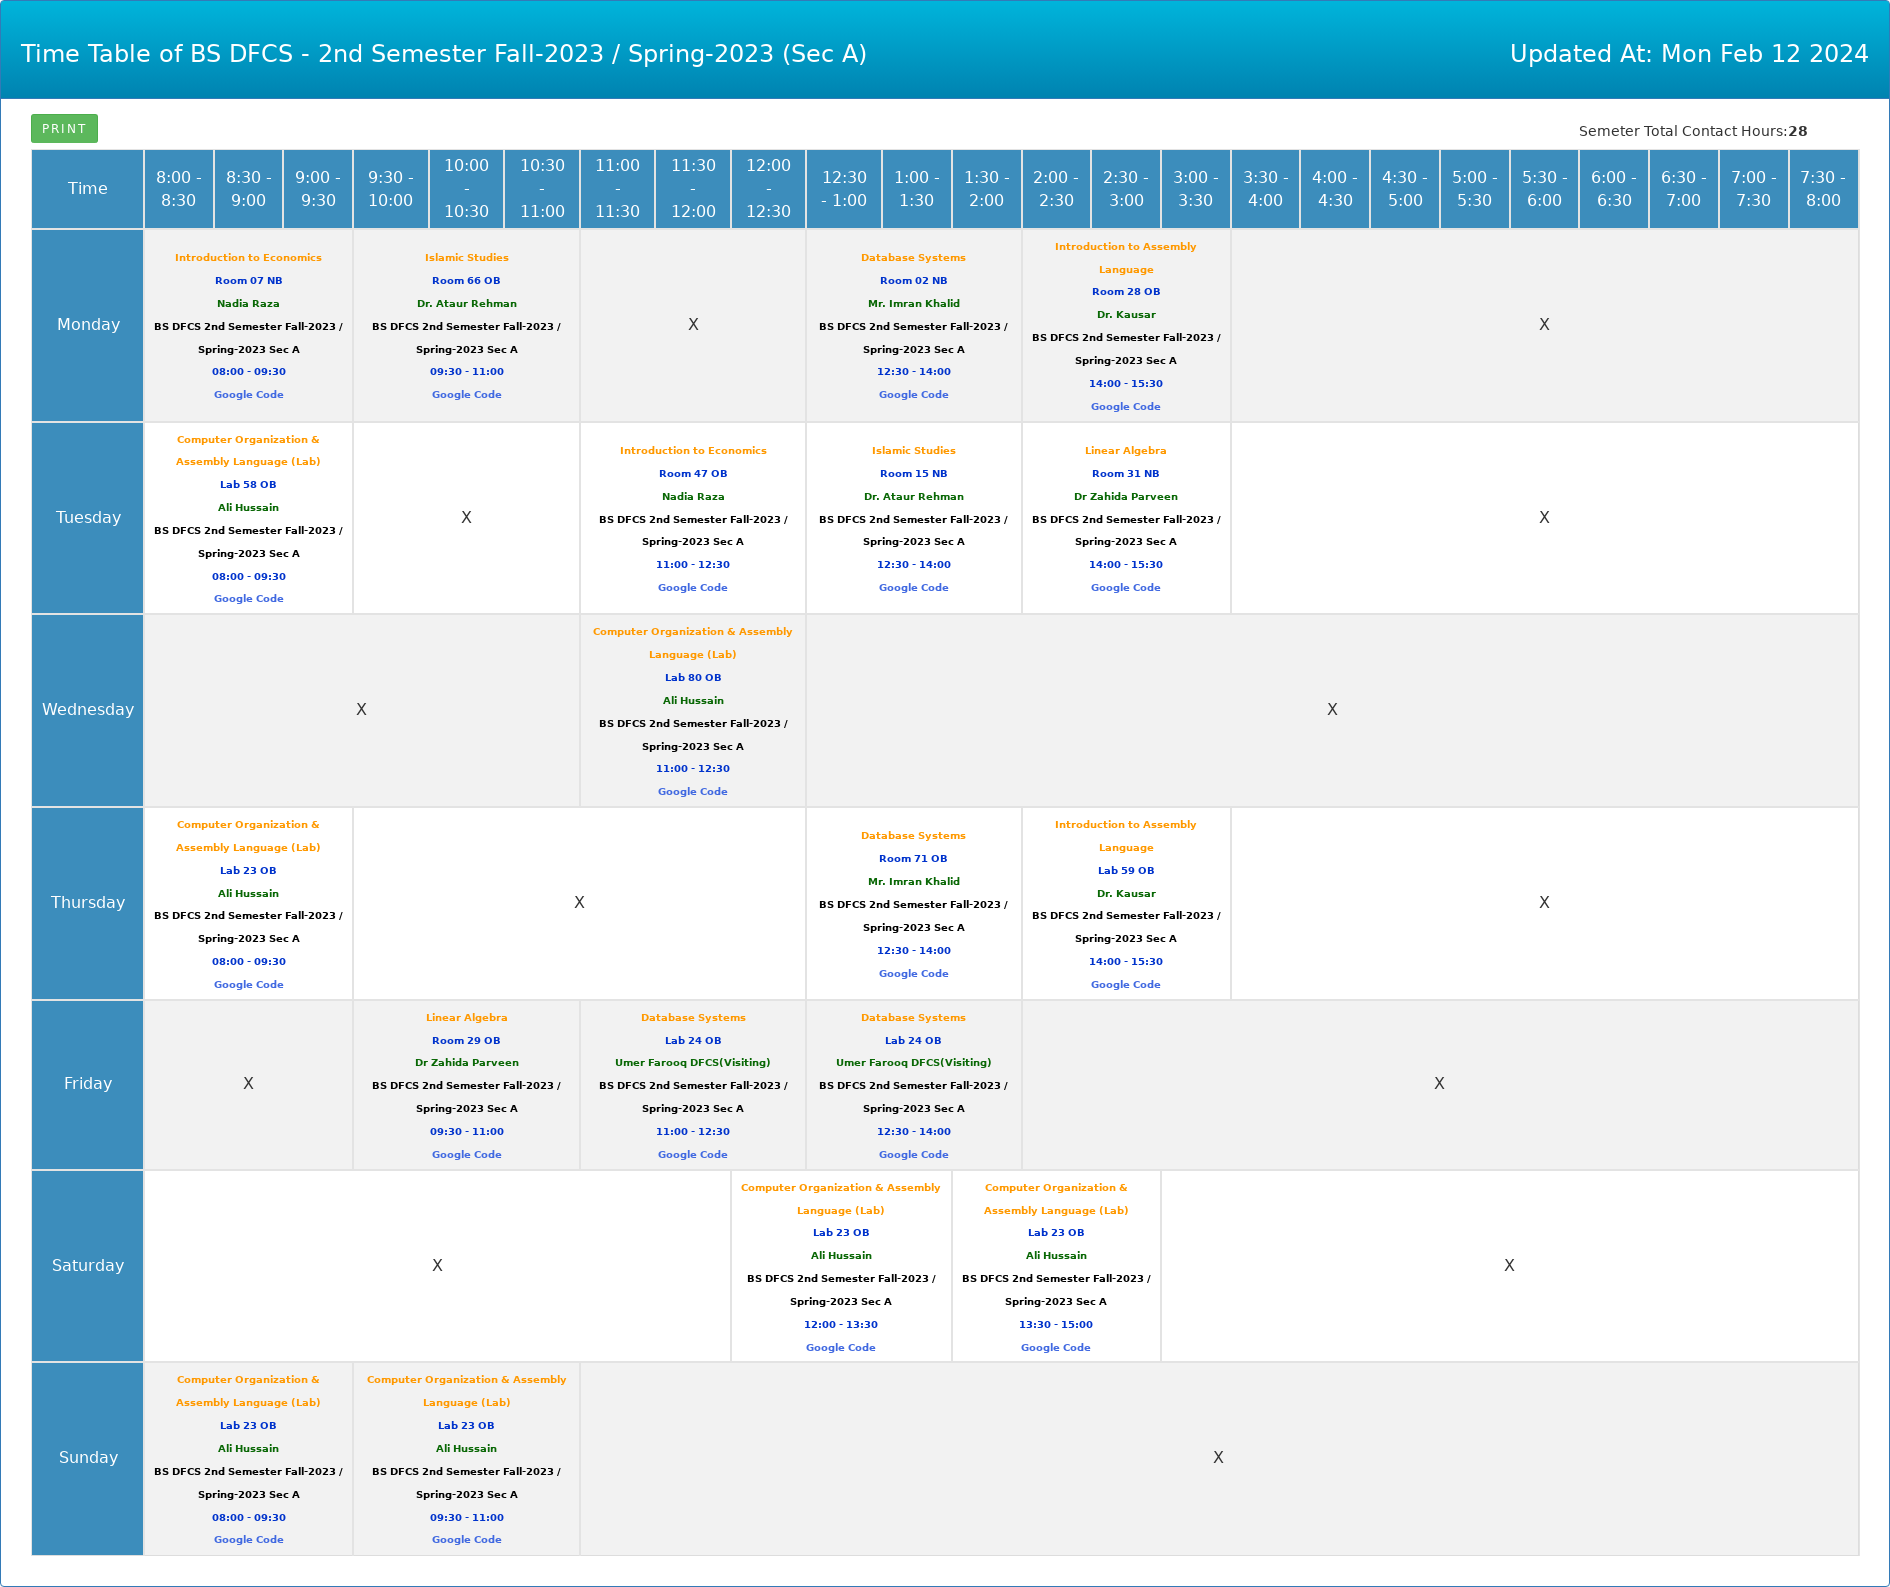 Time Table of BS DFCS - 2nd Semester Fall-2023 / Spring-2023 (Sec A)
Updated At: Mon Feb 12 2024
PRINT
Semeter Total Contact Hours:28
Time
8:00 -
8:30
8:30 -
9:00
9:00 -
9:30
9:30 -
10:00
10:00
-
10:30
10:30
-
11:00
11:00
-
11:30
11:30
-
12:00
12:00
-
12:30
12:30
- 1:00
1:00 -
1:30
1:30 -
2:00
2:00 -
2:30
2:30 -
3:00
3:00 -
3:30
3:30 -
4:00
4:00 -
4:30
4:30 -
5:00
5:00 -
5:30
5:30 -
6:00
6:00 -
6:30
6:30 -
7:00
7:00 -
7:30
7:30 -
8:00
Monday
Introduction to Economics
Room 07 NB
Nadia Raza
BS DFCS 2nd Semester Fall-2023 /
Spring-2023 Sec A
08:00 - 09:30
Google Code
Islamic Studies
Room 66 OB
Dr. Ataur Rehman
BS DFCS 2nd Semester Fall-2023 /
Spring-2023 Sec A
09:30 - 11:00
Google Code
X
Database Systems
Room 02 NB
Mr. Imran Khalid
BS DFCS 2nd Semester Fall-2023 /
Spring-2023 Sec A
12:30 - 14:00
Google Code
Introduction to Assembly
Language
Room 28 OB
Dr. Kausar
BS DFCS 2nd Semester Fall-2023 /
Spring-2023 Sec A
14:00 - 15:30
Google Code
X
Tuesday
Computer Organization &
Assembly Language (Lab)
Lab 58 OB
Ali Hussain
BS DFCS 2nd Semester Fall-2023 /
Spring-2023 Sec A
08:00 - 09:30
Google Code
X
Introduction to Economics
Room 47 OB
Nadia Raza
BS DFCS 2nd Semester Fall-2023 /
Spring-2023 Sec A
11:00 - 12:30
Google Code
Islamic Studies
Room 15 NB
Dr. Ataur Rehman
BS DFCS 2nd Semester Fall-2023 /
Spring-2023 Sec A
12:30 - 14:00
Google Code
Linear Algebra
Room 31 NB
Dr Zahida Parveen
BS DFCS 2nd Semester Fall-2023 /
Spring-2023 Sec A
14:00 - 15:30
Google Code
X
Wednesday
X
Computer Organization & Assembly
Language (Lab)
Lab 80 OB
Ali Hussain
BS DFCS 2nd Semester Fall-2023 /
Spring-2023 Sec A
11:00 - 12:30
Google Code
X
Thursday
Computer Organization &
Assembly Language (Lab)
Lab 23 OB
Ali Hussain
BS DFCS 2nd Semester Fall-2023 /
Spring-2023 Sec A
08:00 - 09:30
Google Code
X
Database Systems
Room 71 OB
Mr. Imran Khalid
BS DFCS 2nd Semester Fall-2023 /
Spring-2023 Sec A
12:30 - 14:00
Google Code
Introduction to Assembly
Language
Lab 59 OB
Dr. Kausar
BS DFCS 2nd Semester Fall-2023 /
Spring-2023 Sec A
14:00 - 15:30
Google Code
X
Friday
X
Linear Algebra
Room 29 OB
Dr Zahida Parveen
BS DFCS 2nd Semester Fall-2023 /
Spring-2023 Sec A
09:30 - 11:00
Google Code
Database Systems
Lab 24 OB
Umer Farooq DFCS(Visiting)
BS DFCS 2nd Semester Fall-2023 /
Spring-2023 Sec A
11:00 - 12:30
Google Code
Database Systems
Lab 24 OB
Umer Farooq DFCS(Visiting)
BS DFCS 2nd Semester Fall-2023 /
Spring-2023 Sec A
12:30 - 14:00
Google Code
X
Saturday
X
Computer Organization & Assembly
Language (Lab)
Lab 23 OB
Ali Hussain
BS DFCS 2nd Semester Fall-2023 /
Spring-2023 Sec A
12:00 - 13:30
Google Code
Computer Organization &
Assembly Language (Lab)
Lab 23 OB
Ali Hussain
BS DFCS 2nd Semester Fall-2023 /
Spring-2023 Sec A
13:30 - 15:00
Google Code
X
Sunday
Computer Organization &
Assembly Language (Lab)
Lab 23 OB
Ali Hussain
BS DFCS 2nd Semester Fall-2023 /
Spring-2023 Sec A
08:00 - 09:30
Google Code
Computer Organization & Assembly
Language (Lab)
Lab 23 OB
Ali Hussain
BS DFCS 2nd Semester Fall-2023 /
Spring-2023 Sec A
09:30 - 11:00
Google Code
X